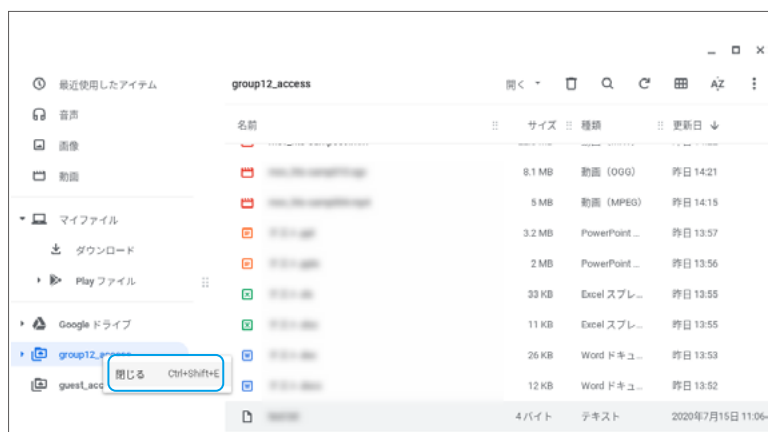 最近使用したアイテム
音声
画像
動画
マイファイル
ダウンロード
Play ファイル
Google ドライブ
group12_access
閉じる Ctrl+Shift+E
group12_access
開く
AZ
名前 サイズ 種類 更新日
8.1 MB 動画（OGG） 昨日 14:21
5 MB 動画（MPEG） 昨日 14:15
3.2 MB PowerPoint ... 昨日 13:57
2 MB PowerPoint ... 昨日 13:56
33 KB Excel スプレ... 昨日 13:55
11 KB Excel スプレ... 昨日 13:55
26 KB Word ドキュ... 昨日 13:53
12 KB Word ドキュ... 昨日 13:52
4 バイト テキスト 2020年7月15日 11:06